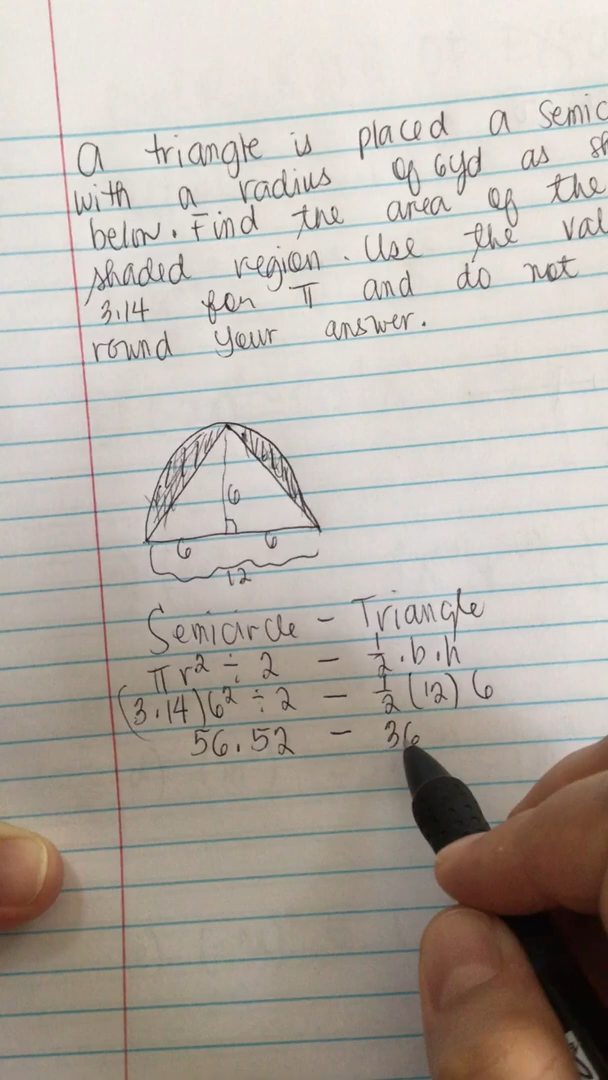 A triangle is placed a Semic
with a radius of 6yd as sh
below. Find the area of the
shaded region. Use the val
3.14 for π and do not
round your answer.
6
6 6
12
Semicircle - Triangle
πr² ÷ 2 - 1/2 · b · h
(3.14)6² ÷ 2 - 1/2 (12) 6
56.52 - 36